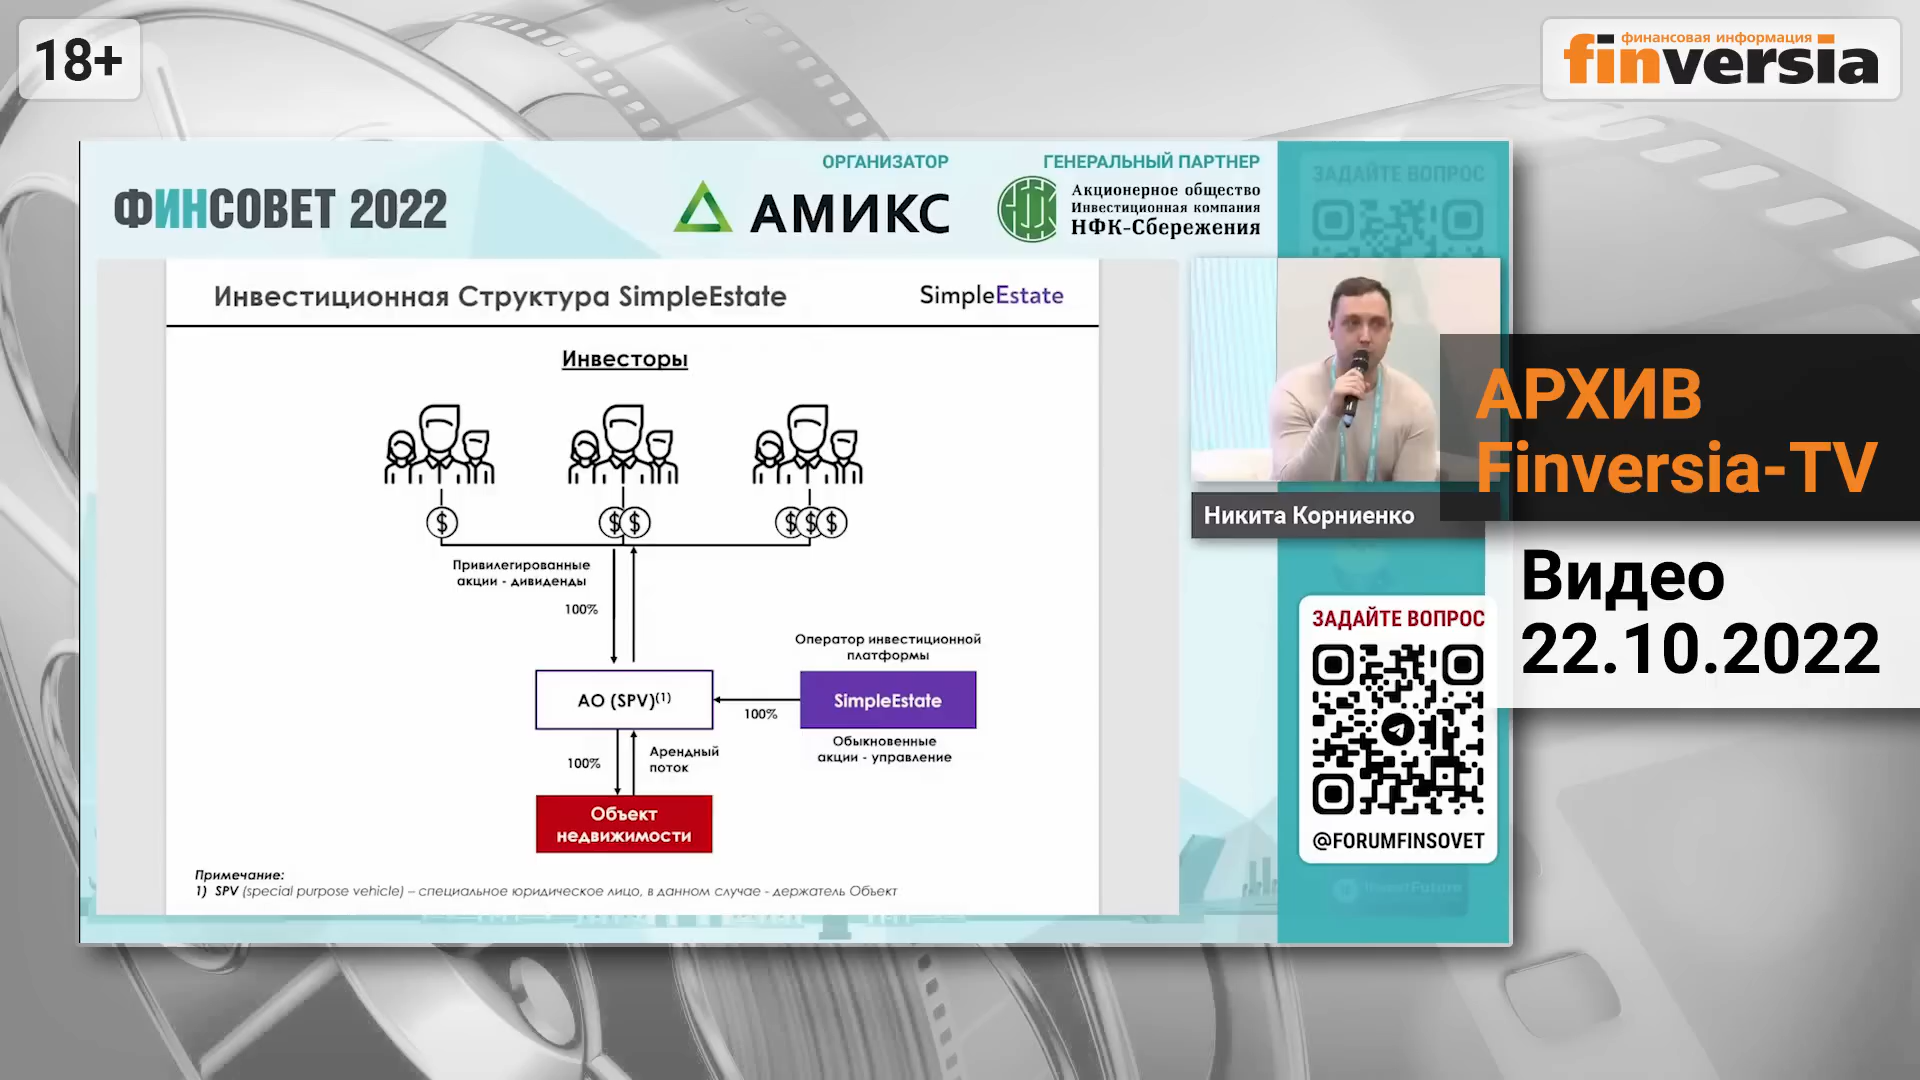 18+
финансовая информация
finversia
ФИНСОВЕТ 2022
ОРГАНИЗАТОР
АМИКС
ГЕНЕРАЛЬНЫЙ ПАРТНЕР
Акционерное общество
Инвестиционная компания
НФК-Сбережения
ЗАДАЙТЕ ВОПРОС
Инвестиционная Структура SimpleEstate
SimpleEstate
Инвесторы
$
$ $
$ $ $
Привилегированные
акции - дивиденды
100%
Оператор инвестиционной
платформы
АО (SPV)(1)
100%
SimpleEstate
Обыкновенные
акции - управление
100%
Арендный
поток
Объект
недвижимости
Примечание:
1) SPV (special purpose vehicle) – специальное юридическое лицо, в данном случае - держатель Объект
Никита Корниенко
АРХИВ
Finversia-TV
Видео
22.10.2022
ЗАДАЙТЕ ВОПРОС
@FORUMFINSOVET
InvestFuture